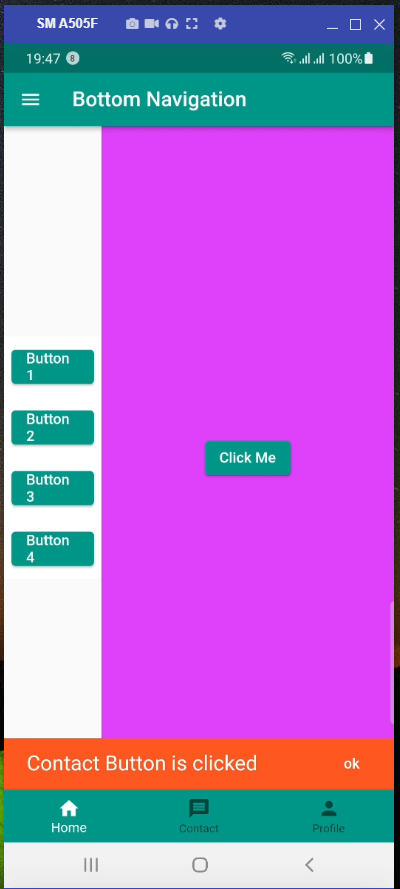 SM A505F
19:47 8 100%
Bottom Navigation
Button
1
Button
2
Button
3
Button
4
Click Me
Contact Button is clicked ok
Home Contact Profile